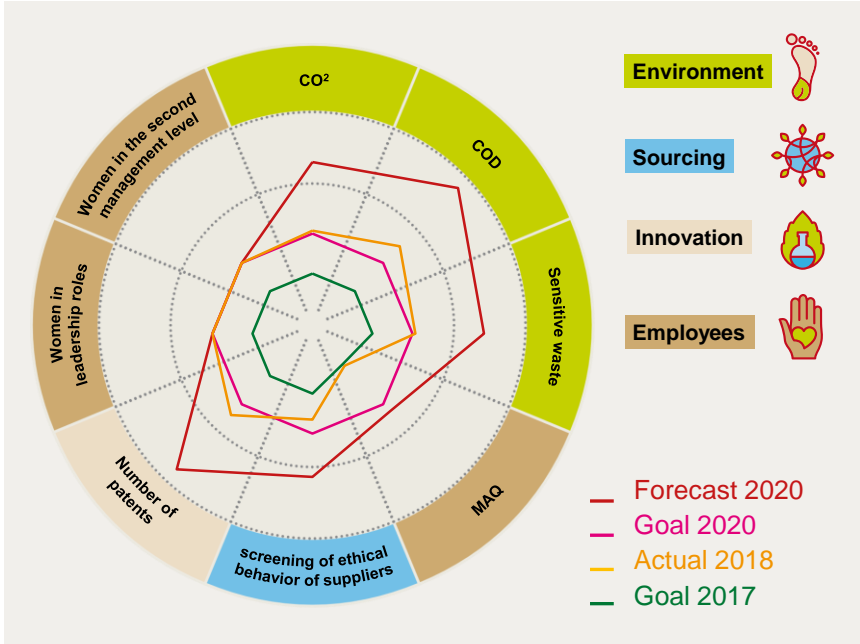 CO²
COD
Sensitive waste
MAQ
screening of ethical
behavior of suppliers
Number of
patents
Women in
leadership roles
Women in the second
management level
Environment
Sourcing
Innovation
Employees
Forecast 2020
Goal 2020
Actual 2018
Goal 2017